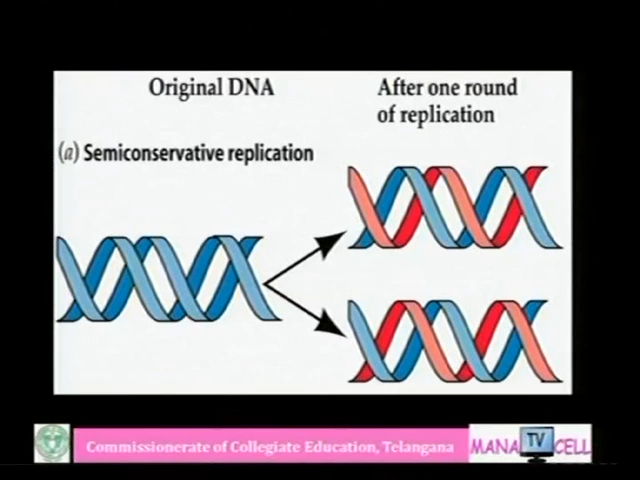 Original DNA
After one round
of replication
(a) Semiconservative replication
Commissionerate of Collegiate Education, Telangana
MANA TV CELL